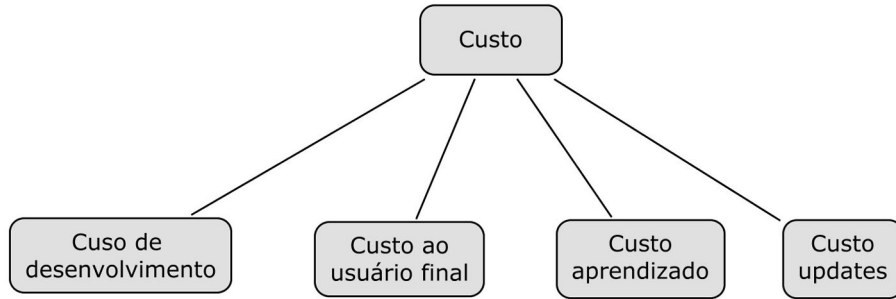 Custo
Cuso de
desenvolvimento
Custo ao
usuário final
Custo
aprendizado
Custo
updates